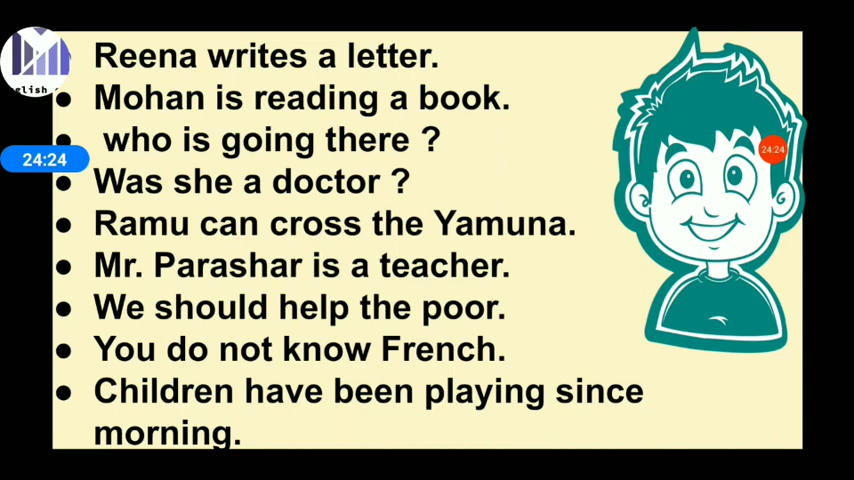 Reena writes a letter.
Mohan is reading a book.
nglish
who is going there ?
24:24
24:24
Was she a doctor ?
Ramu can cross the Yamuna.
Mr. Parashar is a teacher.
We should help the poor.
You do not know French.
Children have been playing since
morning.